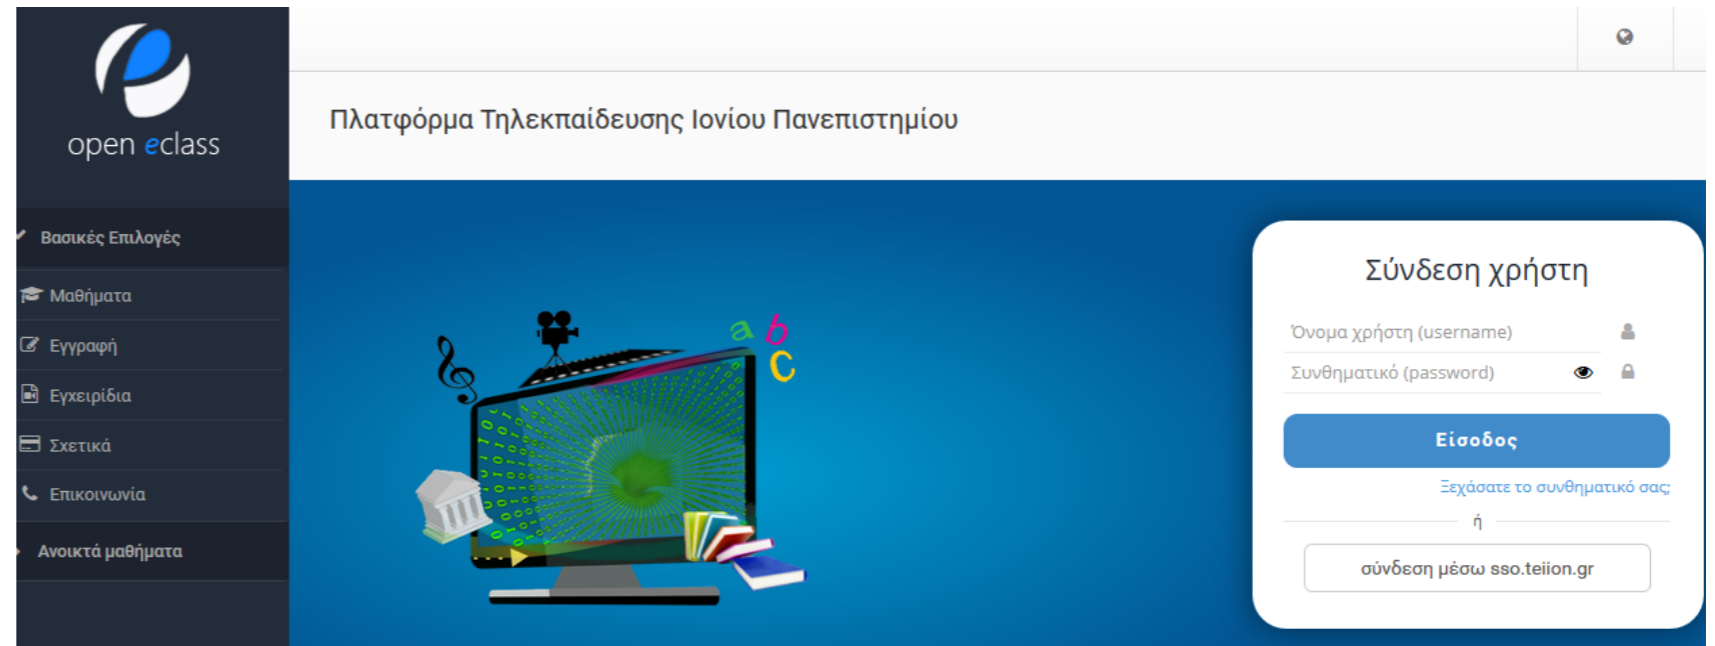 open eclass
Πλατφόρμα Τηλεκπαίδευσης Ιονίου Πανεπιστημίου
Βασικές Επιλογές
Μαθήματα
Εγγραφή
Εγχειρίδια
Σχετικά
Επικοινωνία
Ανοικτά μαθήματα
a b
c
Σύνδεση χρήστη
Όνομα χρήστη (username)
Συνθηματικό (password)
Είσοδος
Ξεχάσατε το συνθηματικό σας;
ή
σύνδεση μέσω sso.teiion.gr